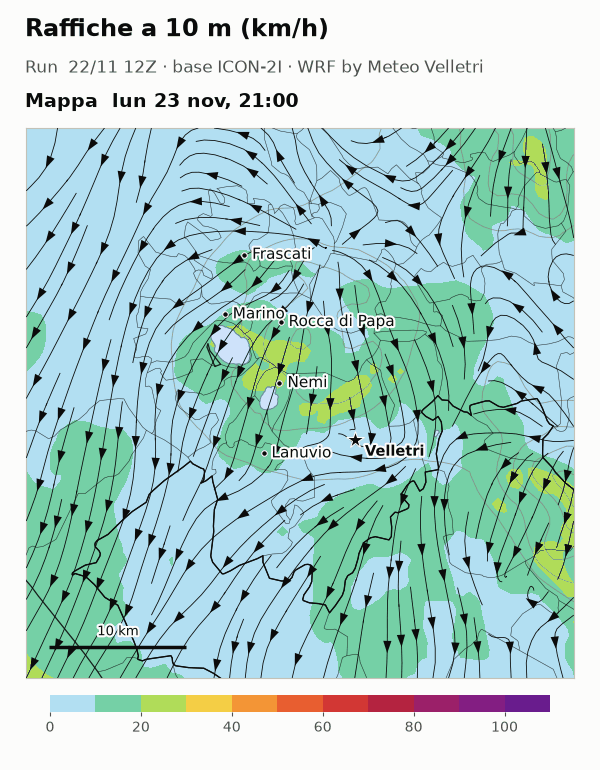 Raffiche a 10 m (km/h)
Run  22/11 12Z · base ICON-2I · WRF by Meteo Velletri
Mappa  lun 23 nov, 21:00
Frascati
Marino
Rocca di Papa
Nemi
Velletri
Lanuvio
10 km
0 20 40 60 80 100